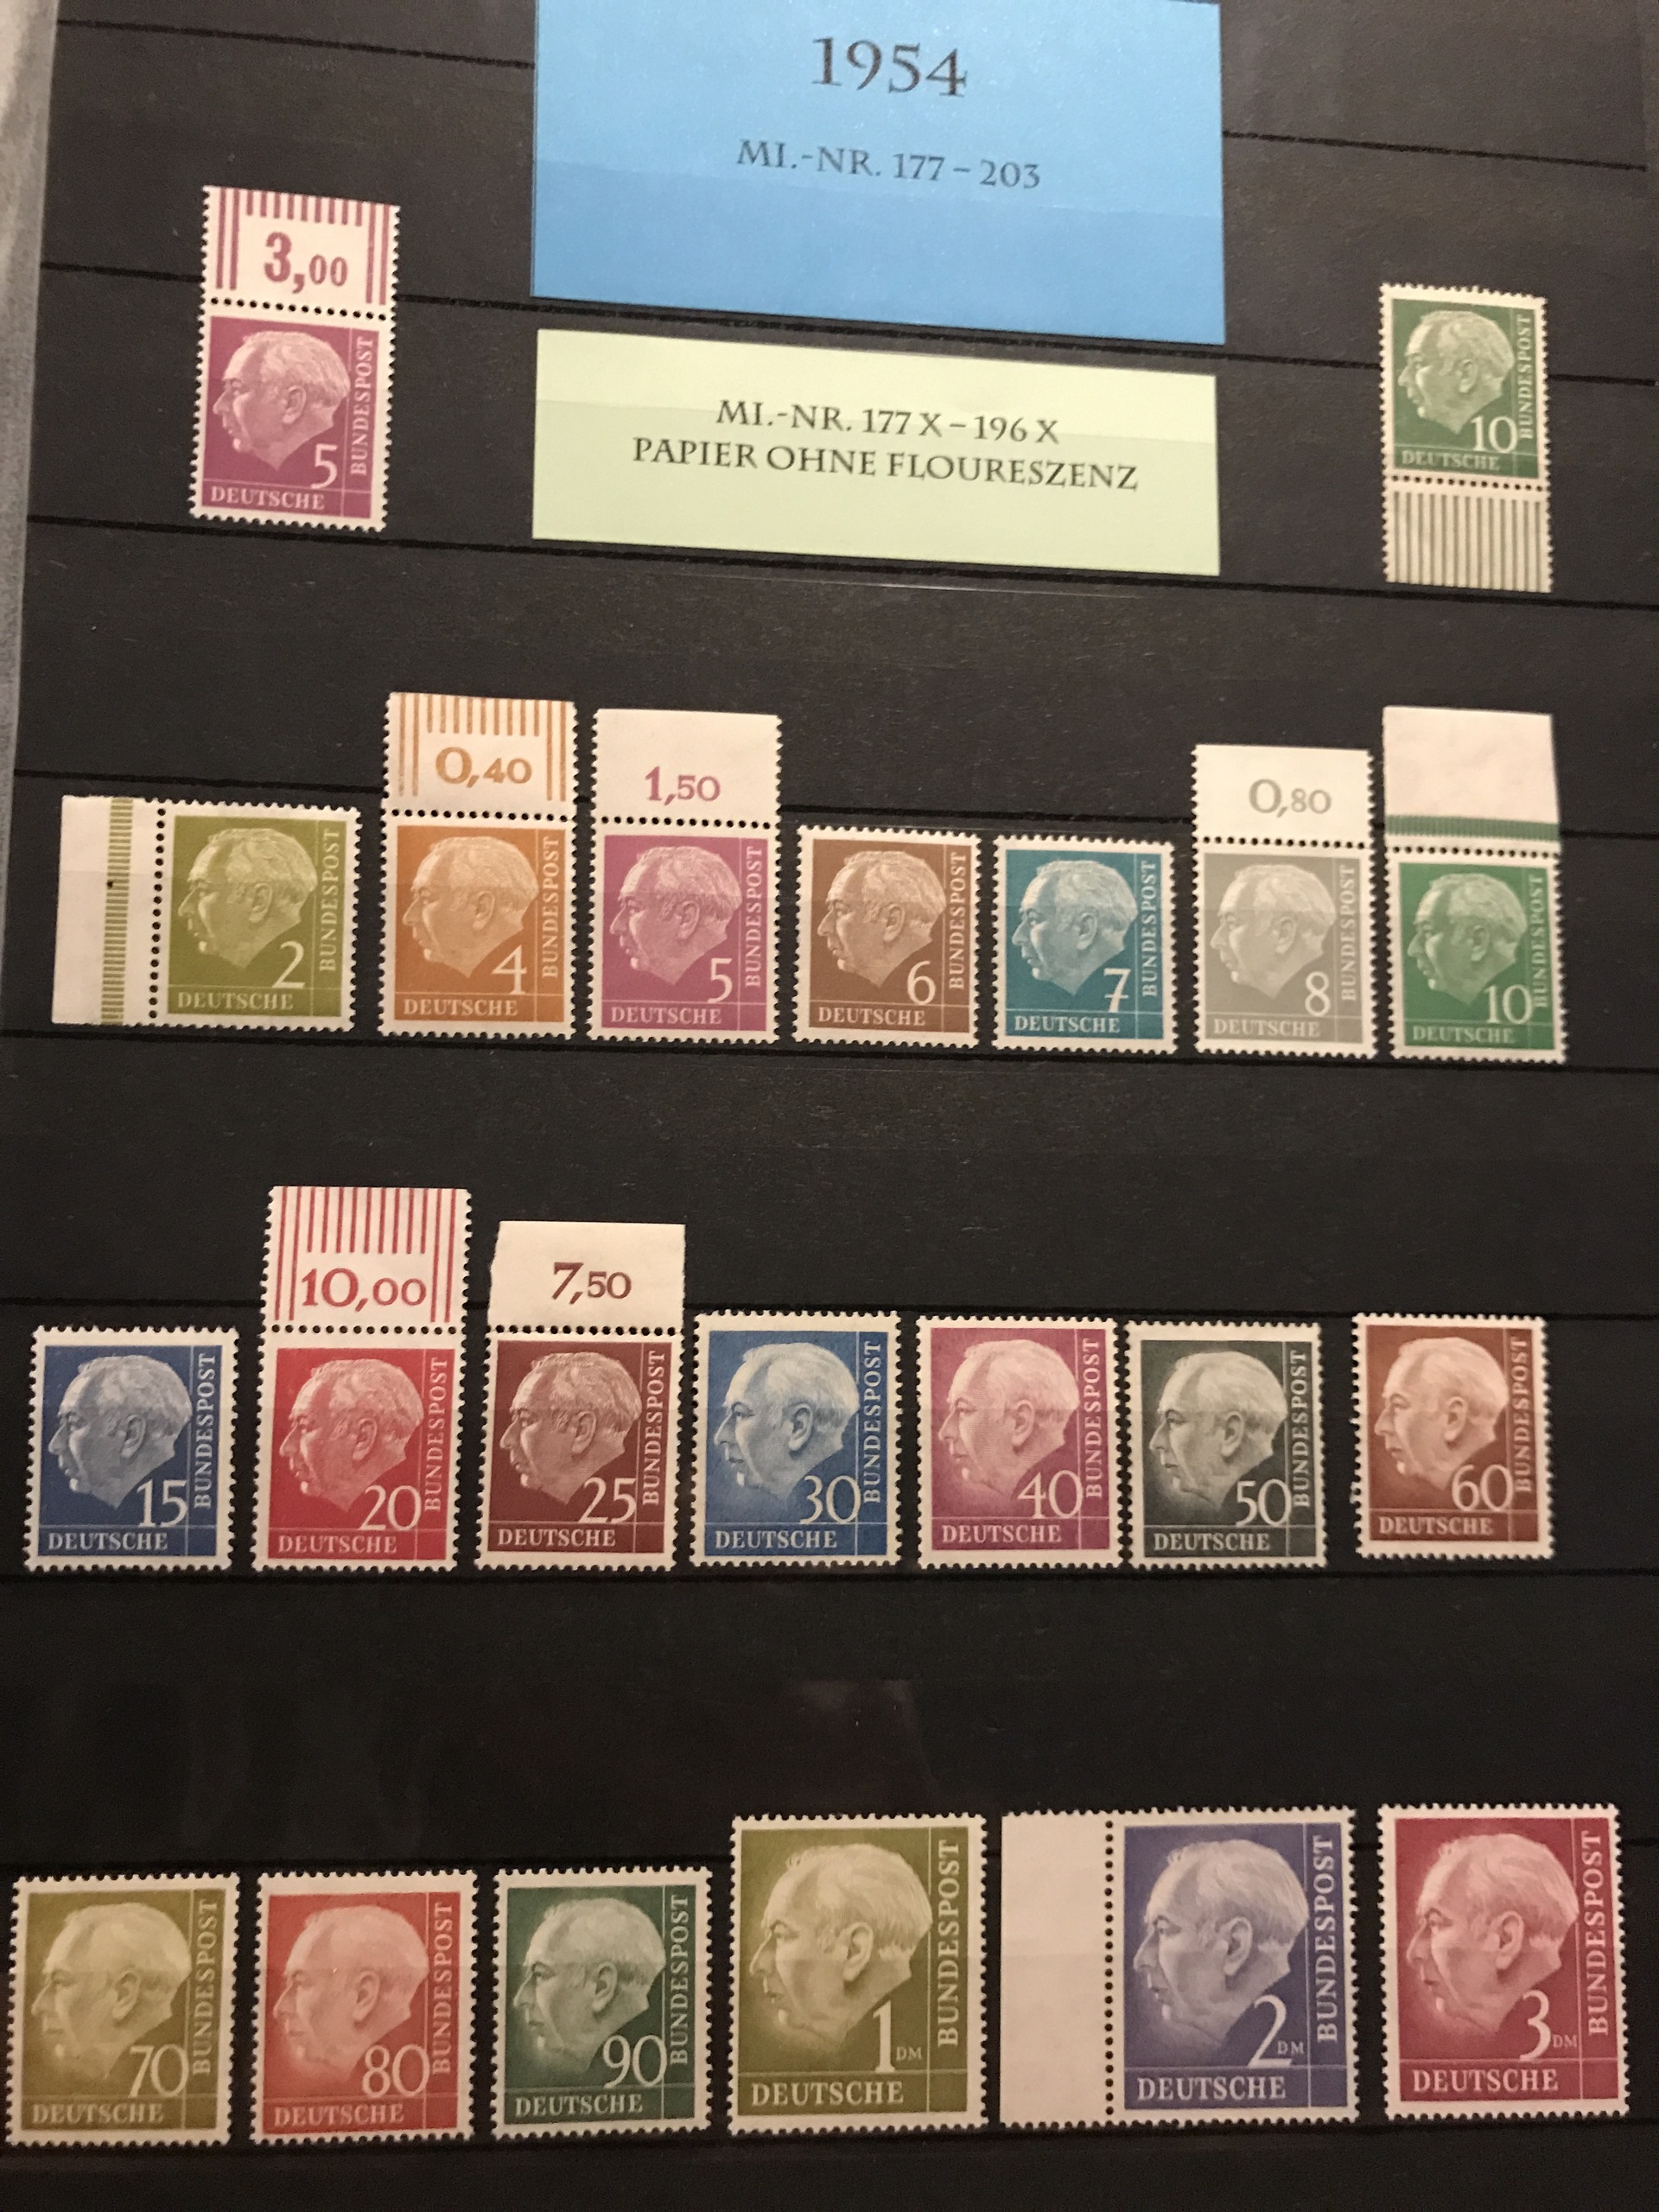 1954
MI.-NR. 177 – 203
3,00
BUNDESPOST
5
DEUTSCHE
MI.-NR. 177 X – 196 X
PAPIER OHNE FLOURESZENZ
BUNDESPOST
10
DEUTSCHE
BUNDESPOST
2
DEUTSCHE
0,40
BUNDESPOST
4
DEUTSCHE
1,50
BUNDESPOST
5
DEUTSCHE
BUNDESPOST
6
DEUTSCHE
BUNDESPOST
7
DEUTSCHE
0,80
BUNDESPOST
8
DEUTSCHE
BUNDESPOST
10
DEUTSCHE
BUNDESPOST
15
DEUTSCHE
10,00
BUNDESPOST
20
DEUTSCHE
7,50
BUNDESPOST
25
DEUTSCHE
BUNDESPOST
30
DEUTSCHE
BUNDESPOST
40
DEUTSCHE
BUNDESPOST
50
DEUTSCHE
BUNDESPOST
60
DEUTSCHE
BUNDESPOST
70
DEUTSCHE
BUNDESPOST
80
DEUTSCHE
BUNDESPOST
90
DEUTSCHE
BUNDESPOST
1 DM
DEUTSCHE
BUNDESPOST
2 DM
DEUTSCHE
BUNDESPOST
3 DM
DEUTSCHE